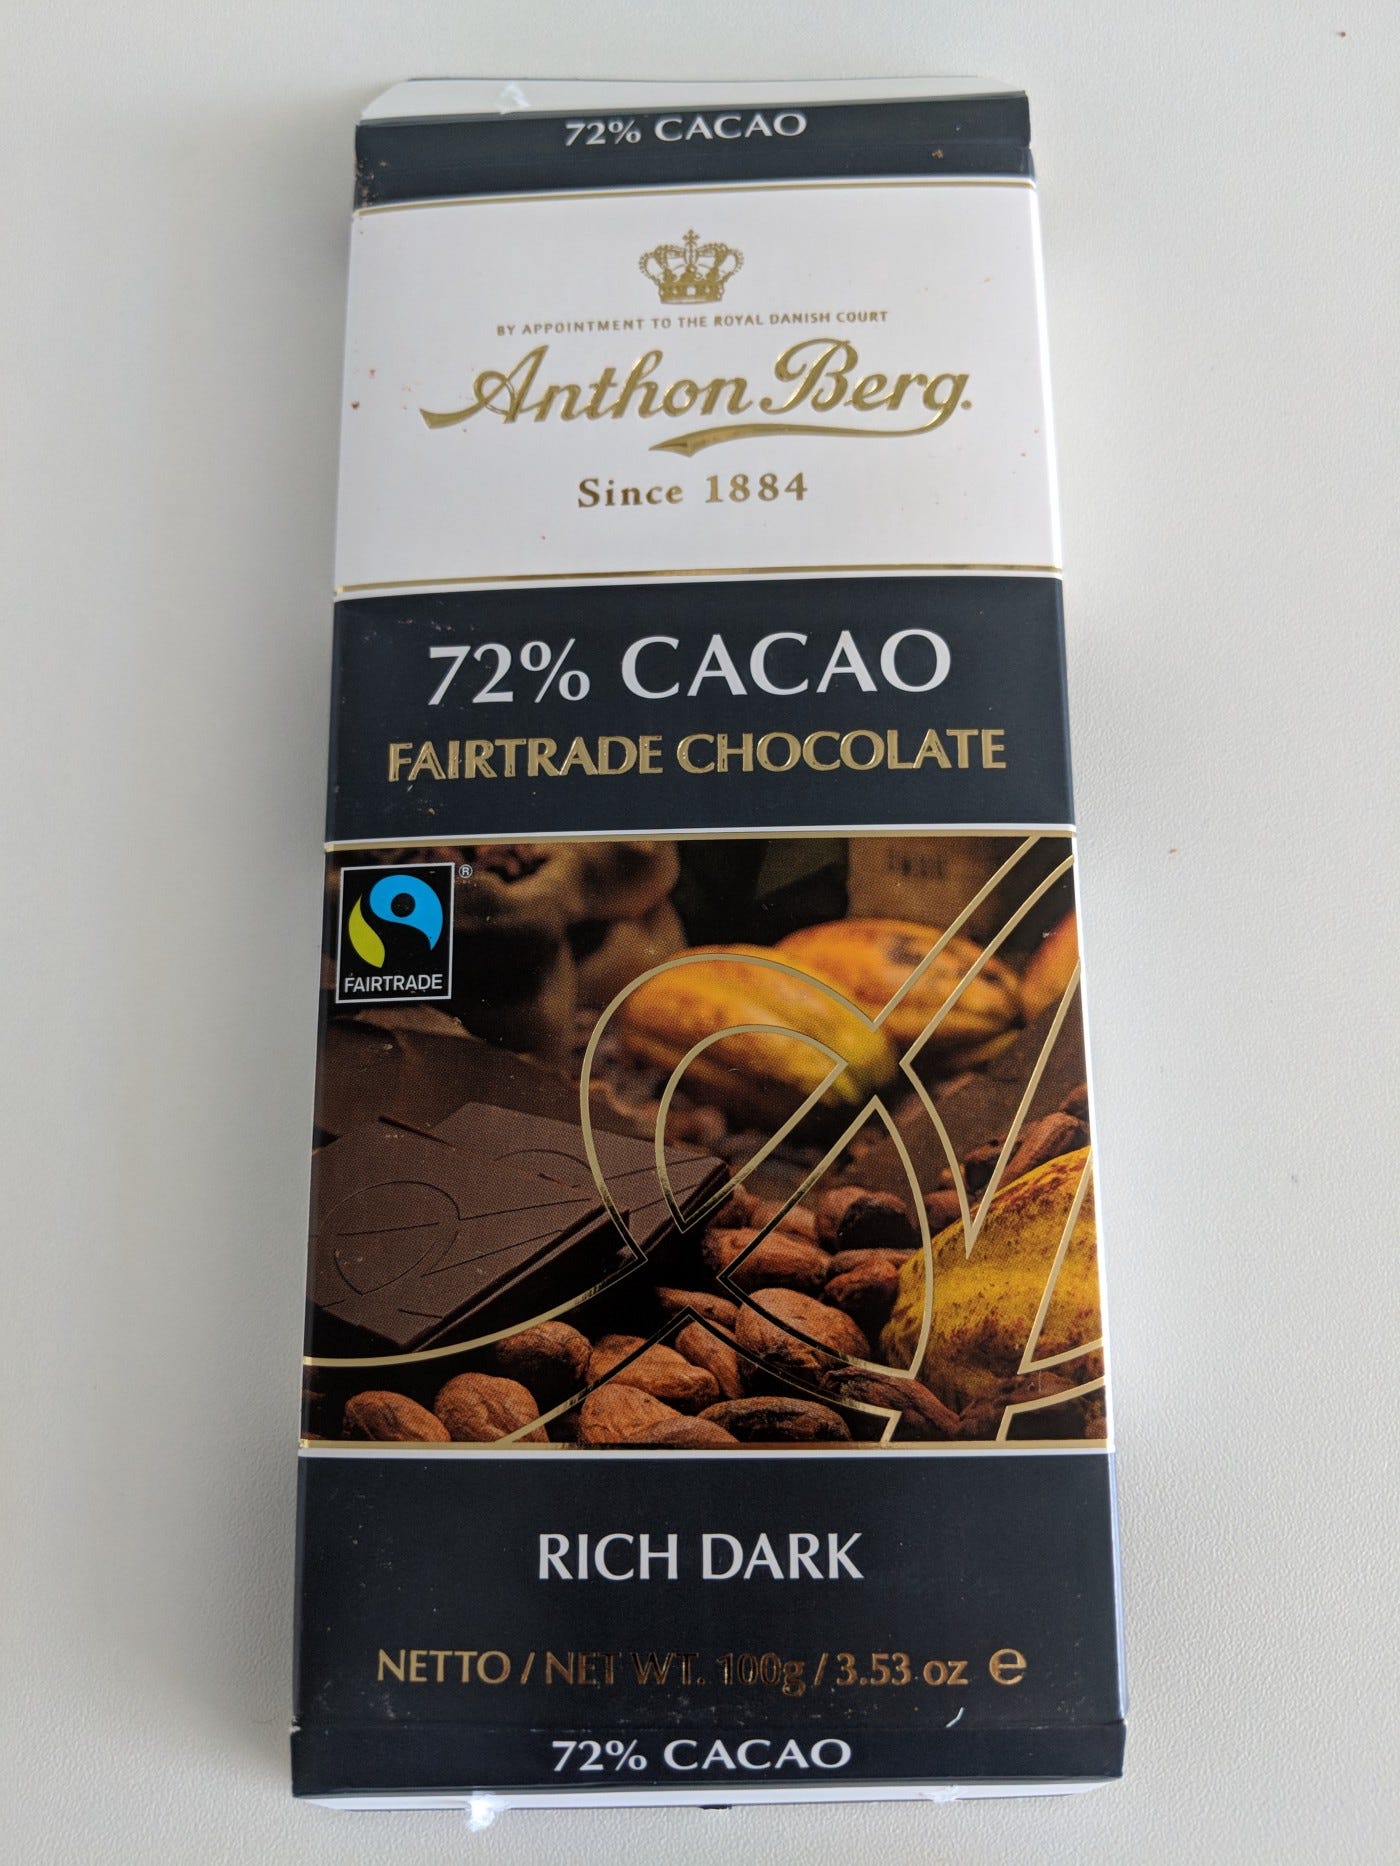 72% CACAO
BY APPOINTMENT TO THE ROYAL DANISH COURT
Anthon Berg.
Since 1884
72% CACAO
FAIRTRADE CHOCOLATE
®
FAIRTRADE
RICH DARK
NETTO / NET WT. 100g / 3.53 oz ℮
72% CACAO